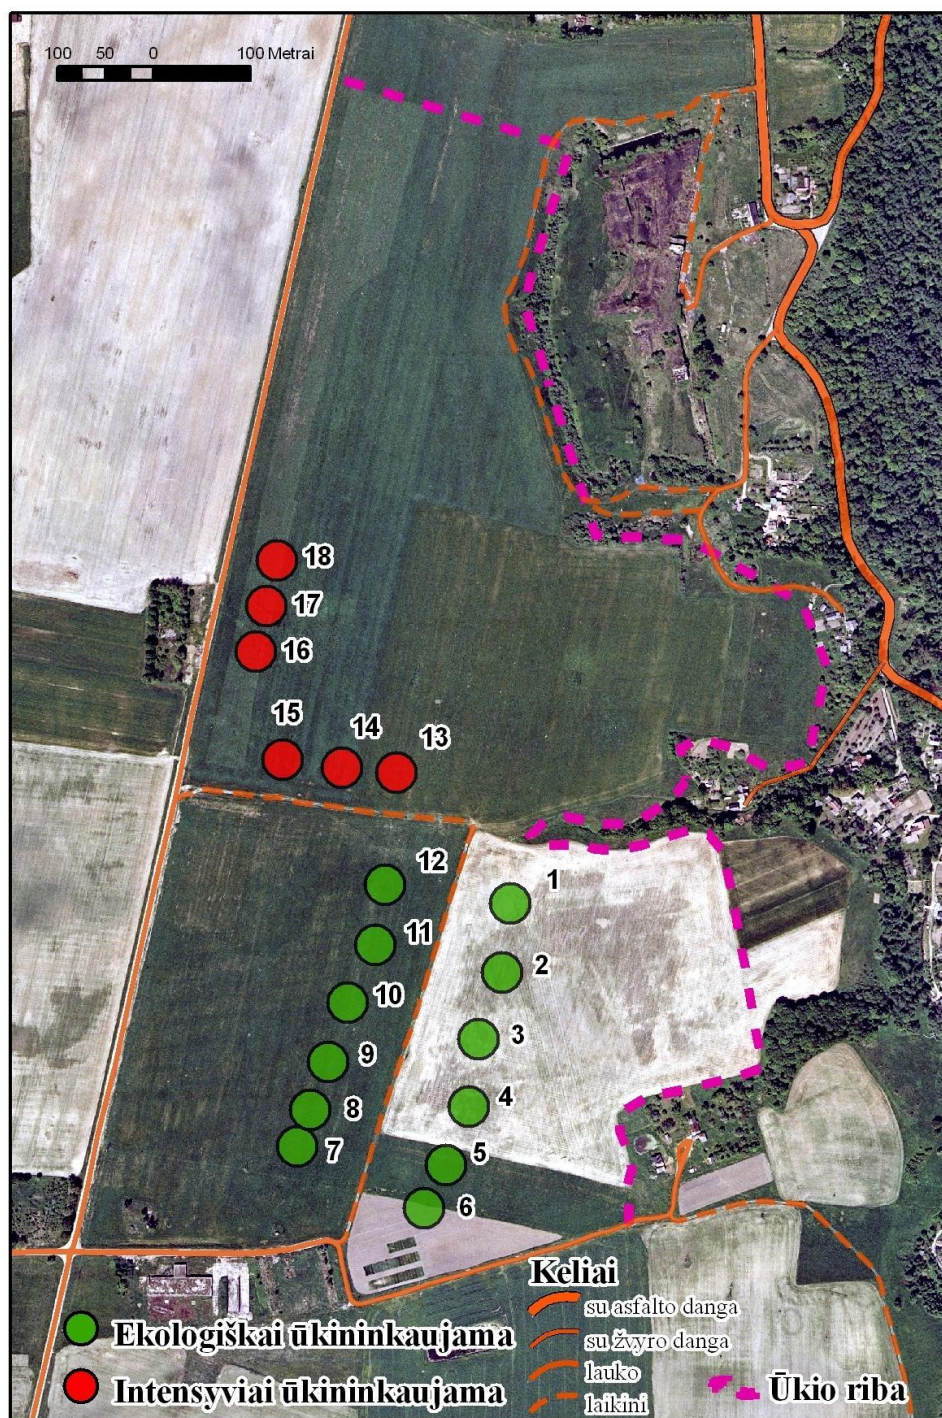 100 50 0 100 Metrai
18
17
16
15 14 13
12
1
11
2
10
3
9
4
8
5
7
6
Keliai
su asfalto danga
su žvyro danga
lauko
laikini
Ekologiškai ūkininkaujama
Intensyviai ūkininkaujama
Ūkio riba